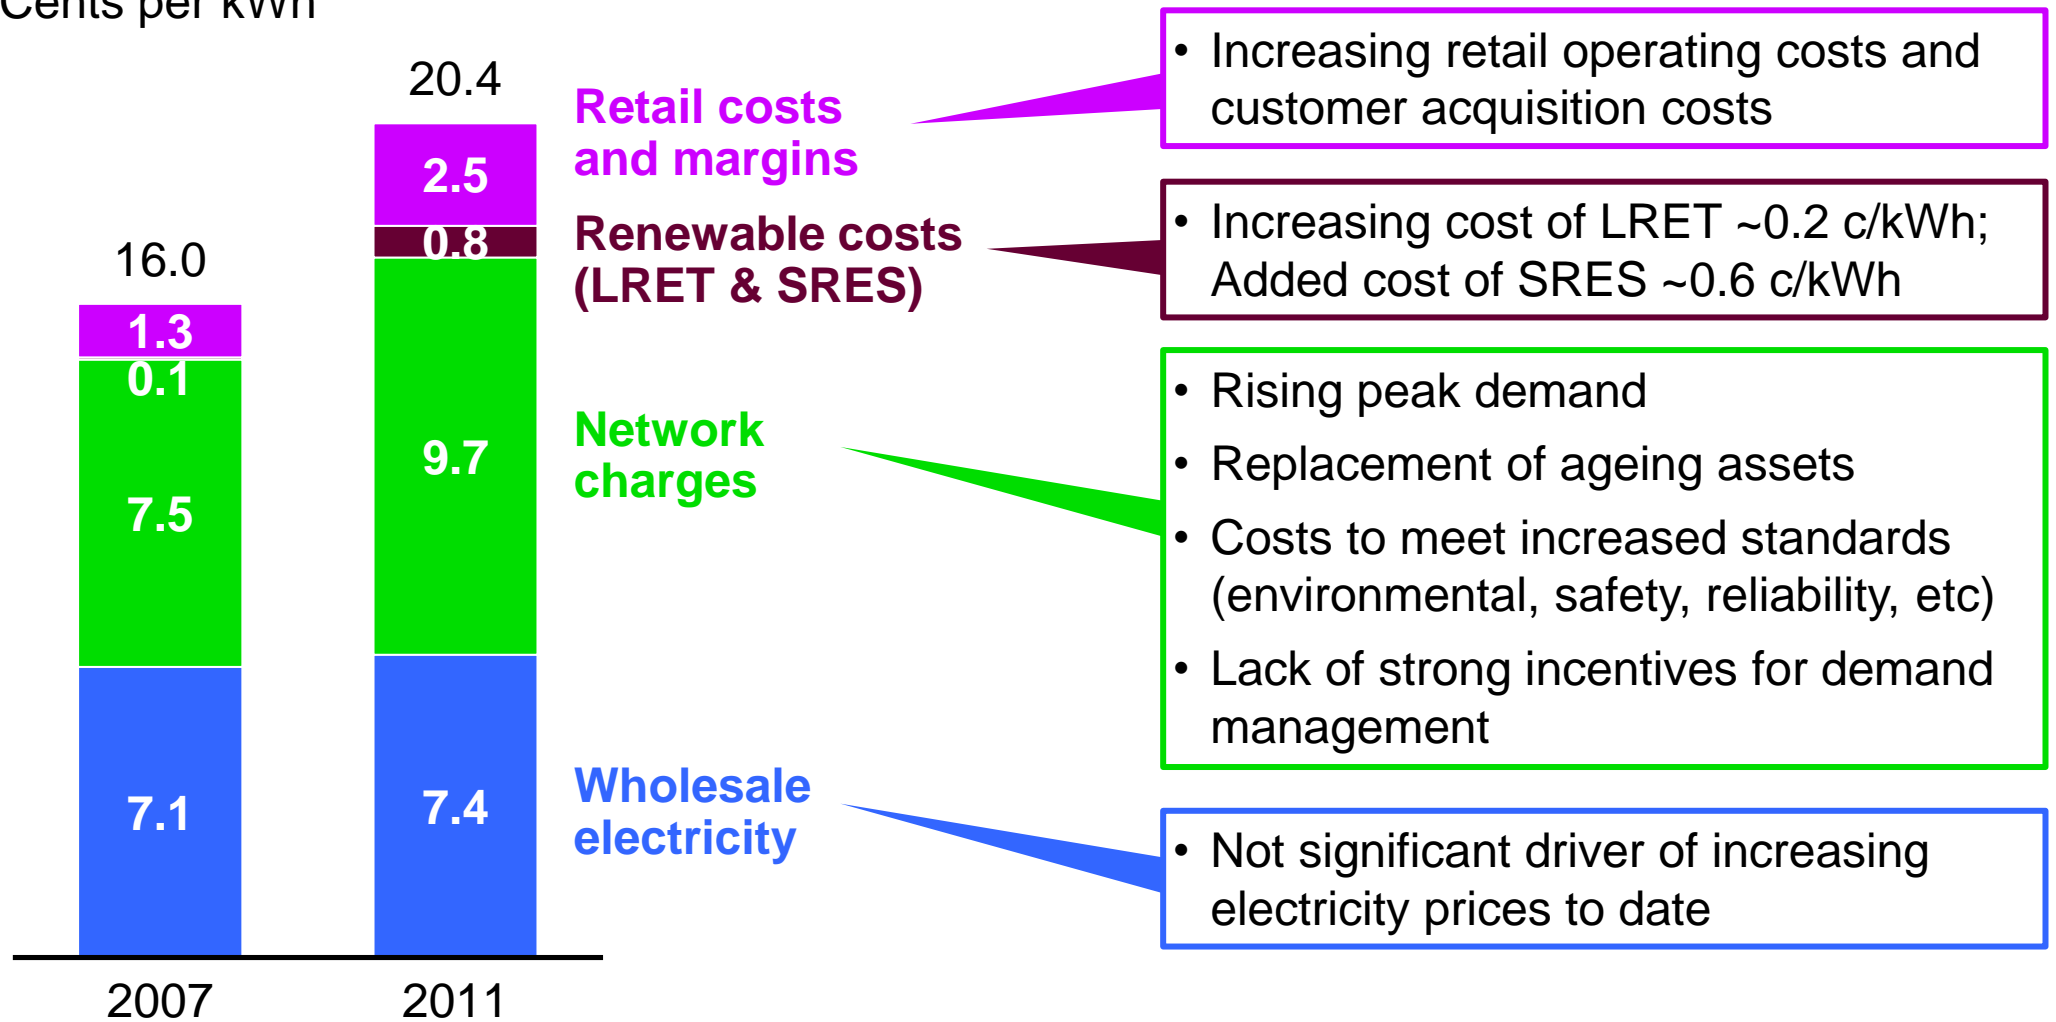 Cents per kWh
20.4
2.5
0.8
16.0
1.3
0.1
9.7
7.5
7.4
7.1
2007
2011
Retail costs
and margins
Renewable costs
(LRET & SRES)
Network
charges
Wholesale
electricity
• Increasing retail operating costs and
customer acquisition costs
• Increasing cost of LRET ~0.2 c/kWh;
Added cost of SRES ~0.6 c/kWh
• Rising peak demand
• Replacement of ageing assets
• Costs to meet increased standards
(environmental, safety, reliability, etc)
• Lack of strong incentives for demand
management
• Not significant driver of increasing
electricity prices to date